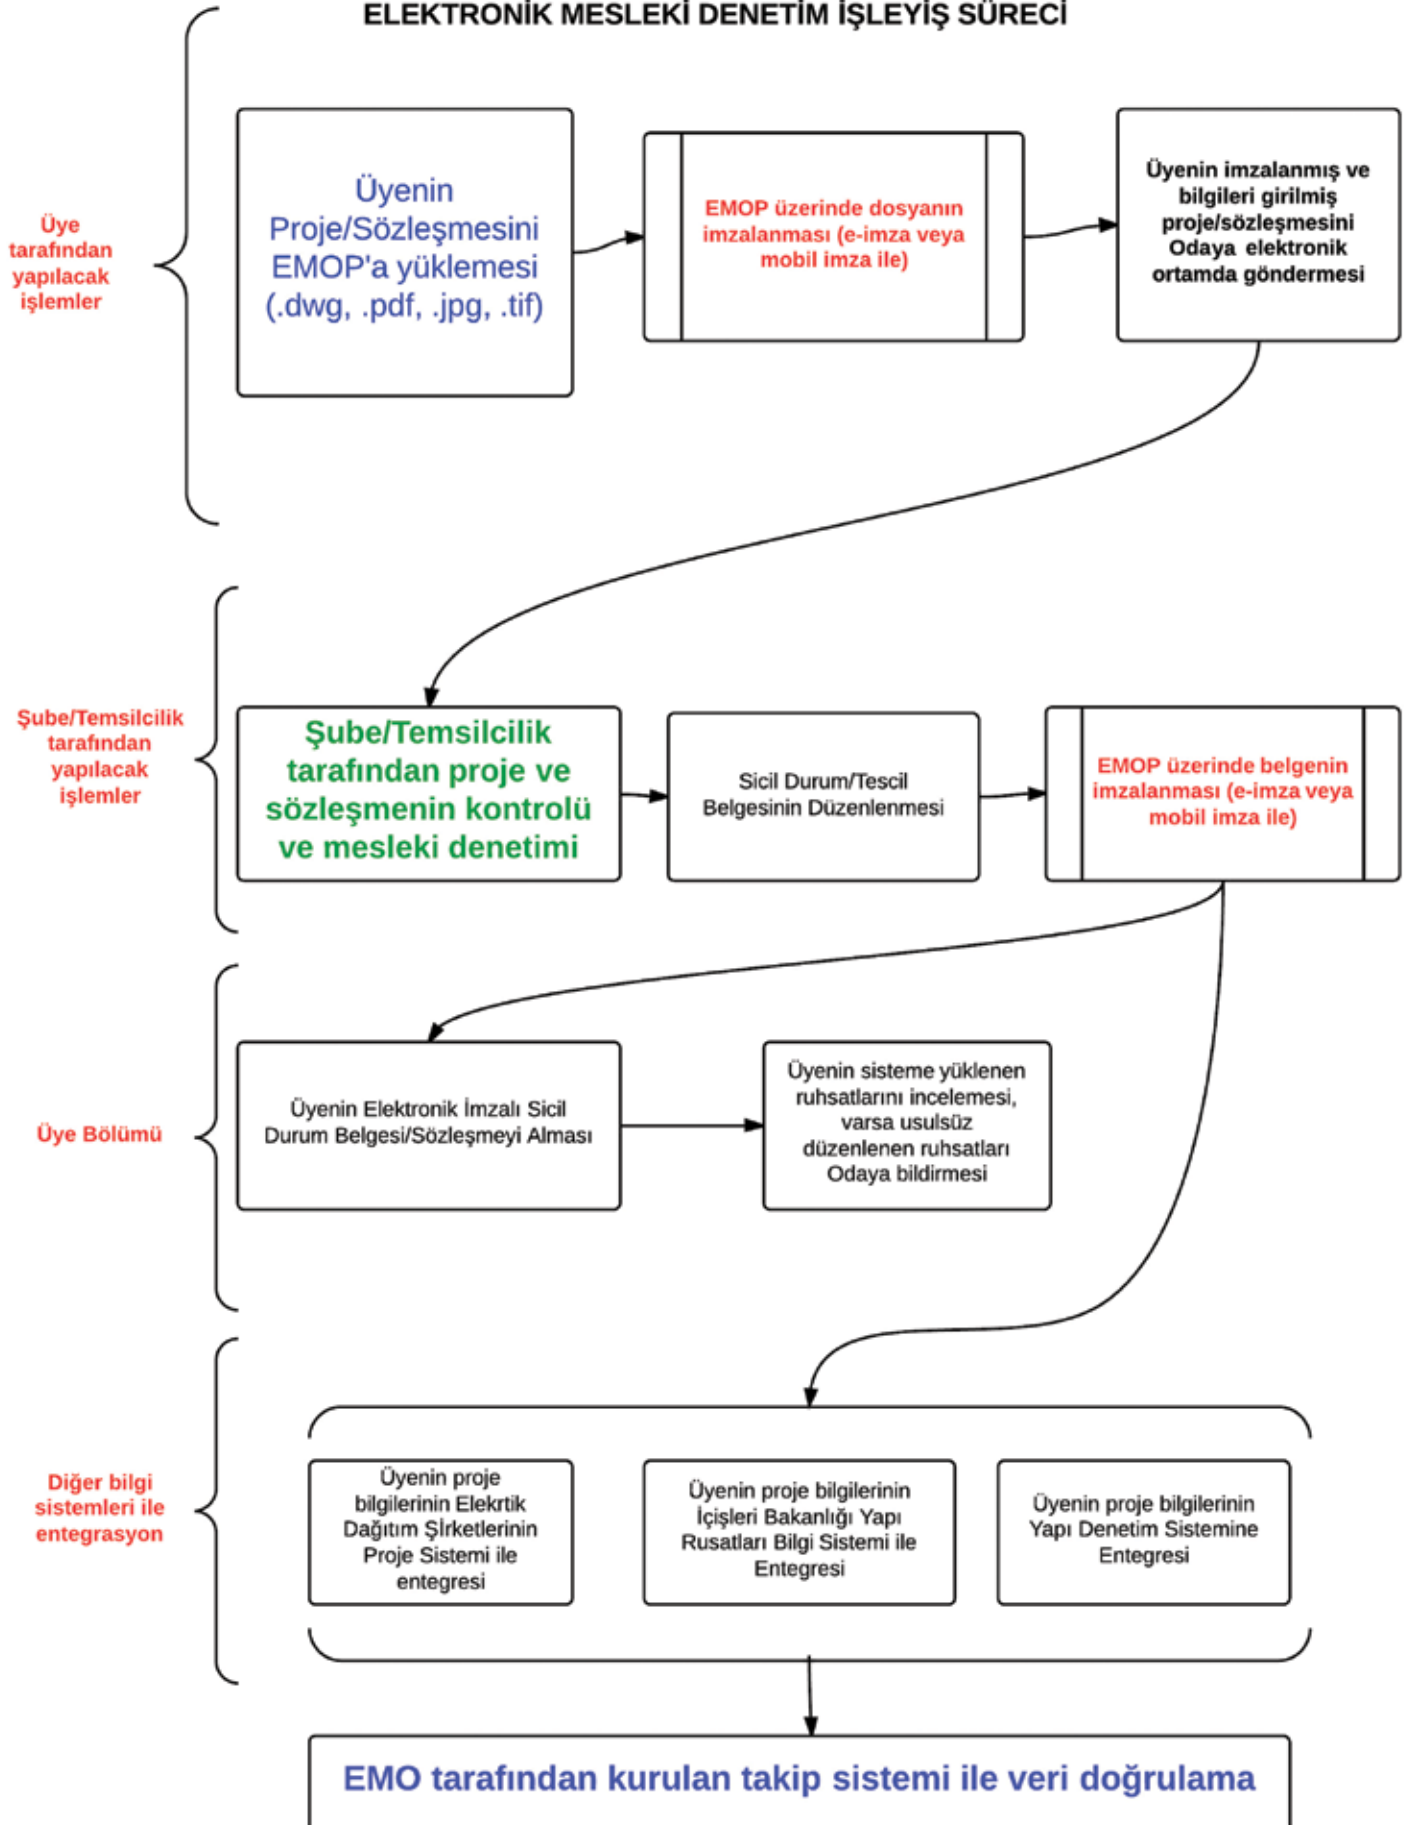 ELEKTRONİK MESLEKİ DENETİM İŞLEYİŞ SÜRECİ
Üye
tarafından
yapılacak
işlemler
Üyenin
Proje/Sözleşmesini
EMOP'a yüklemesi
(.dwg, .pdf, .jpg, .tif)
EMOP üzerinde dosyanın
imzalanması (e-imza veya
mobil imza ile)
Üyenin imzalanmış ve
bilgileri girilmiş
proje/sözleşmesini
Odaya elektronik
ortamda göndermesi
Şube/Temsilcilik
tarafından
yapılacak
işlemler
Şube/Temsilcilik
tarafından proje ve
sözleşmenin kontrolü
ve mesleki denetimi
Sicil Durum/Tescil
Belgesinin Düzenlenmesi
EMOP üzerinde belgenin
imzalanması (e-imza veya
mobil imza ile)
Üye Bölümü
Üyenin Elektronik İmzalı Sicil
Durum Belgesi/Sözleşmeyi Alması
Üyenin sisteme yüklenen
ruhsatlarını incelemesi,
varsa usulsüz
düzenlenen ruhsatları
Odaya bildirmesi
Diğer bilgi
sistemleri ile
entegrasyon
Üyenin proje
bilgilerinin Elekrtik
Dağıtım Şİrketlerinin
Proje Sistemi ile
entegresi
Üyenin proje bilgilerinin
İçişleri Bakanlığı Yapı
Rusatları Bilgi Sistemi ile
Entegresi
Üyenin proje bilgilerinin
Yapı Denetim Sistemine
Entegresi
EMO tarafından kurulan takip sistemi ile veri doğrulama